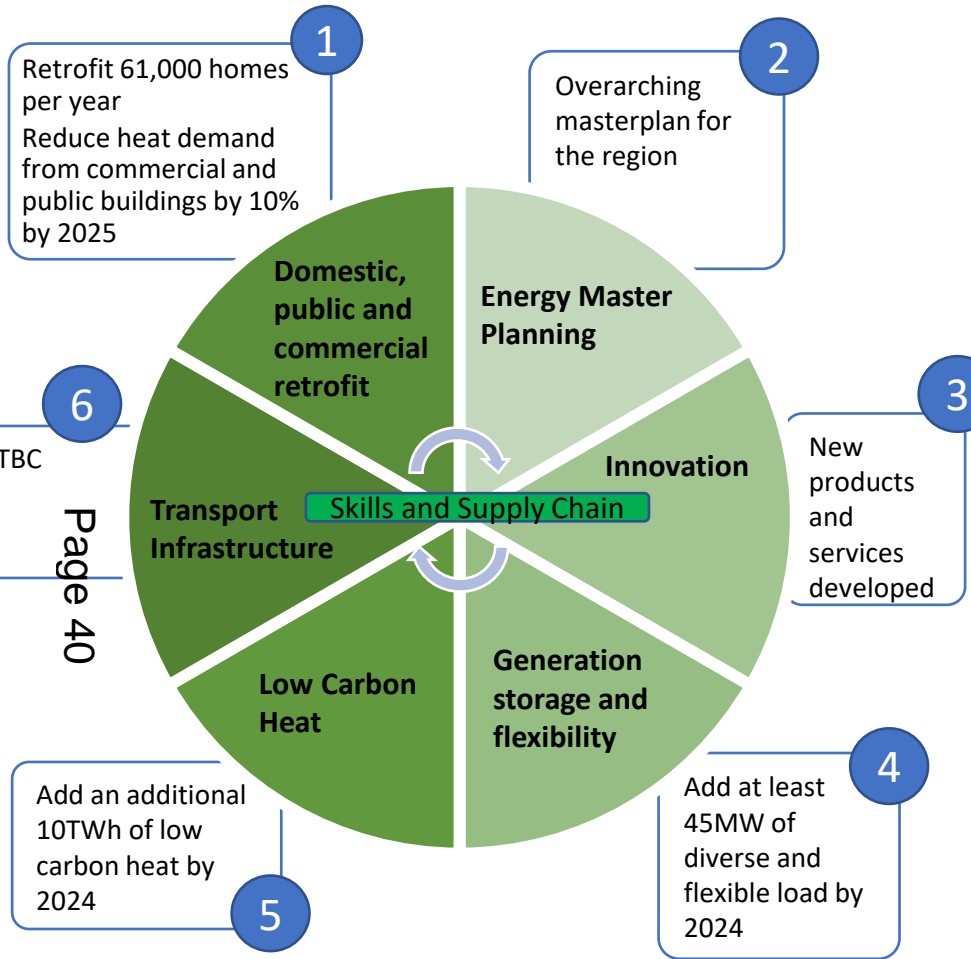 1
Retrofit 61,000 homes
per year
Reduce heat demand
from commercial and
public buildings by 10%
by 2025
2
Overarching
masterplan for
the region
Domestic,
public and
commercial
retrofit
Energy Master
Planning
6
TBC
3
New
products
and
services
developed
Innovation
Skills and Supply Chain
Transport
Infrastructure
Page 40
Low Carbon
Heat
Generation
storage and
flexibility
4
Add at least
45MW of
diverse and
flexible load by
2024
Add an additional
10TWh of low
carbon heat by
2024
5